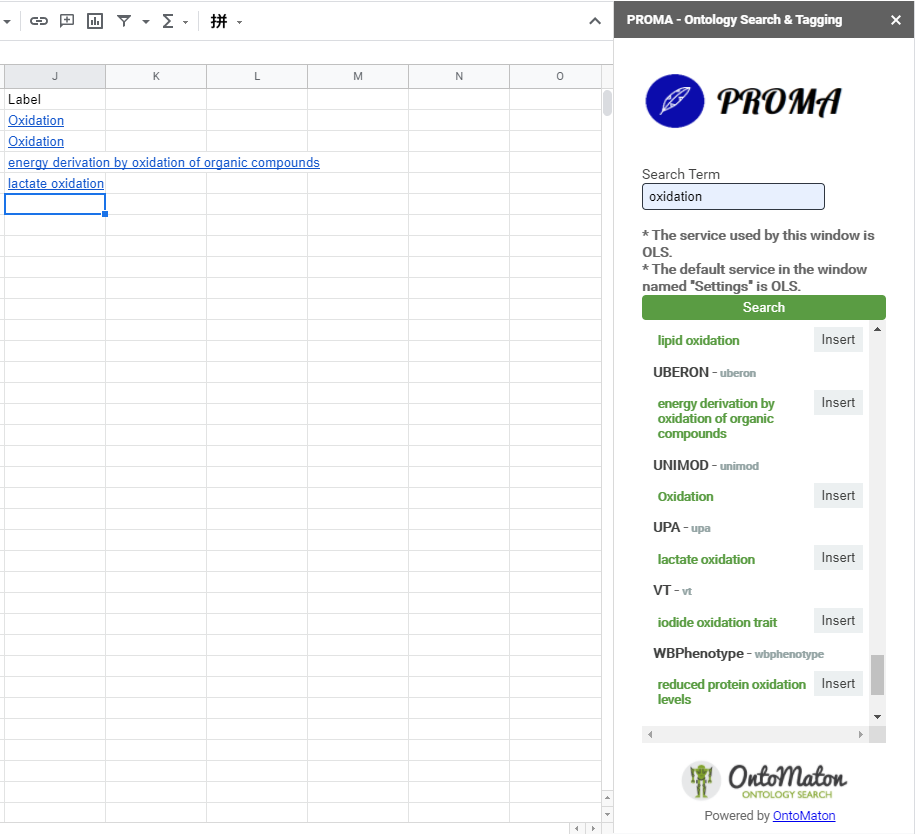 拼
PROMA - Ontology Search & Tagging
J K L M N O
PROMA
Label
Oxidation
Oxidation
energy derivation by oxidation of organic compounds
lactate oxidation
Search Term
oxidation
* The service used by this window is
OLS.
* The default service in the window
named "Settings" is OLS.
Search
lipid oxidation Insert
UBERON - uberon
energy derivation by Insert
oxidation of organic
compounds
UNIMOD - unimod
Oxidation Insert
UPA - upa
lactate oxidation Insert
VT - vt
iodide oxidation trait Insert
WBPhenotype - wbphenotype
reduced protein oxidation Insert
levels
OntoMaton
ONTOLOGY SEARCH
Powered by OntoMaton